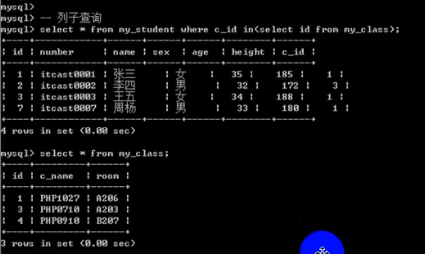 mysql>
mysql> -- 列子查询
mysql> select * from my_student where c_id in(select id from my_class);
+----+------------+------+-----+------+--------+------+
| id | number | name | sex | age | height | c_id |
+----+------------+------+-----+------+--------+------+
| 1 | itcast0001 | 张三 | 女 | 35 | 185 | 1 |
| 2 | itcast0002 | 李四 | 男 | 32 | 172 | 3 |
| 3 | itcast0003 | 王五 | 女 | 34 | 188 | 1 |
| 7 | itcast0007 | 周杨 | 男 | 33 | 180 | 1 |
+----+------------+------+-----+------+--------+------+
4 rows in set (0.00 sec)
mysql> select * from my_class;
+----+---------+------+
| id | c_name | room |
+----+---------+------+
| 1 | PHP1027 | A206 |
| 3 | PHP0710 | A203 |
| 4 | PHP0910 | B207 |
+----+---------+------+
3 rows in set (0.00 sec)